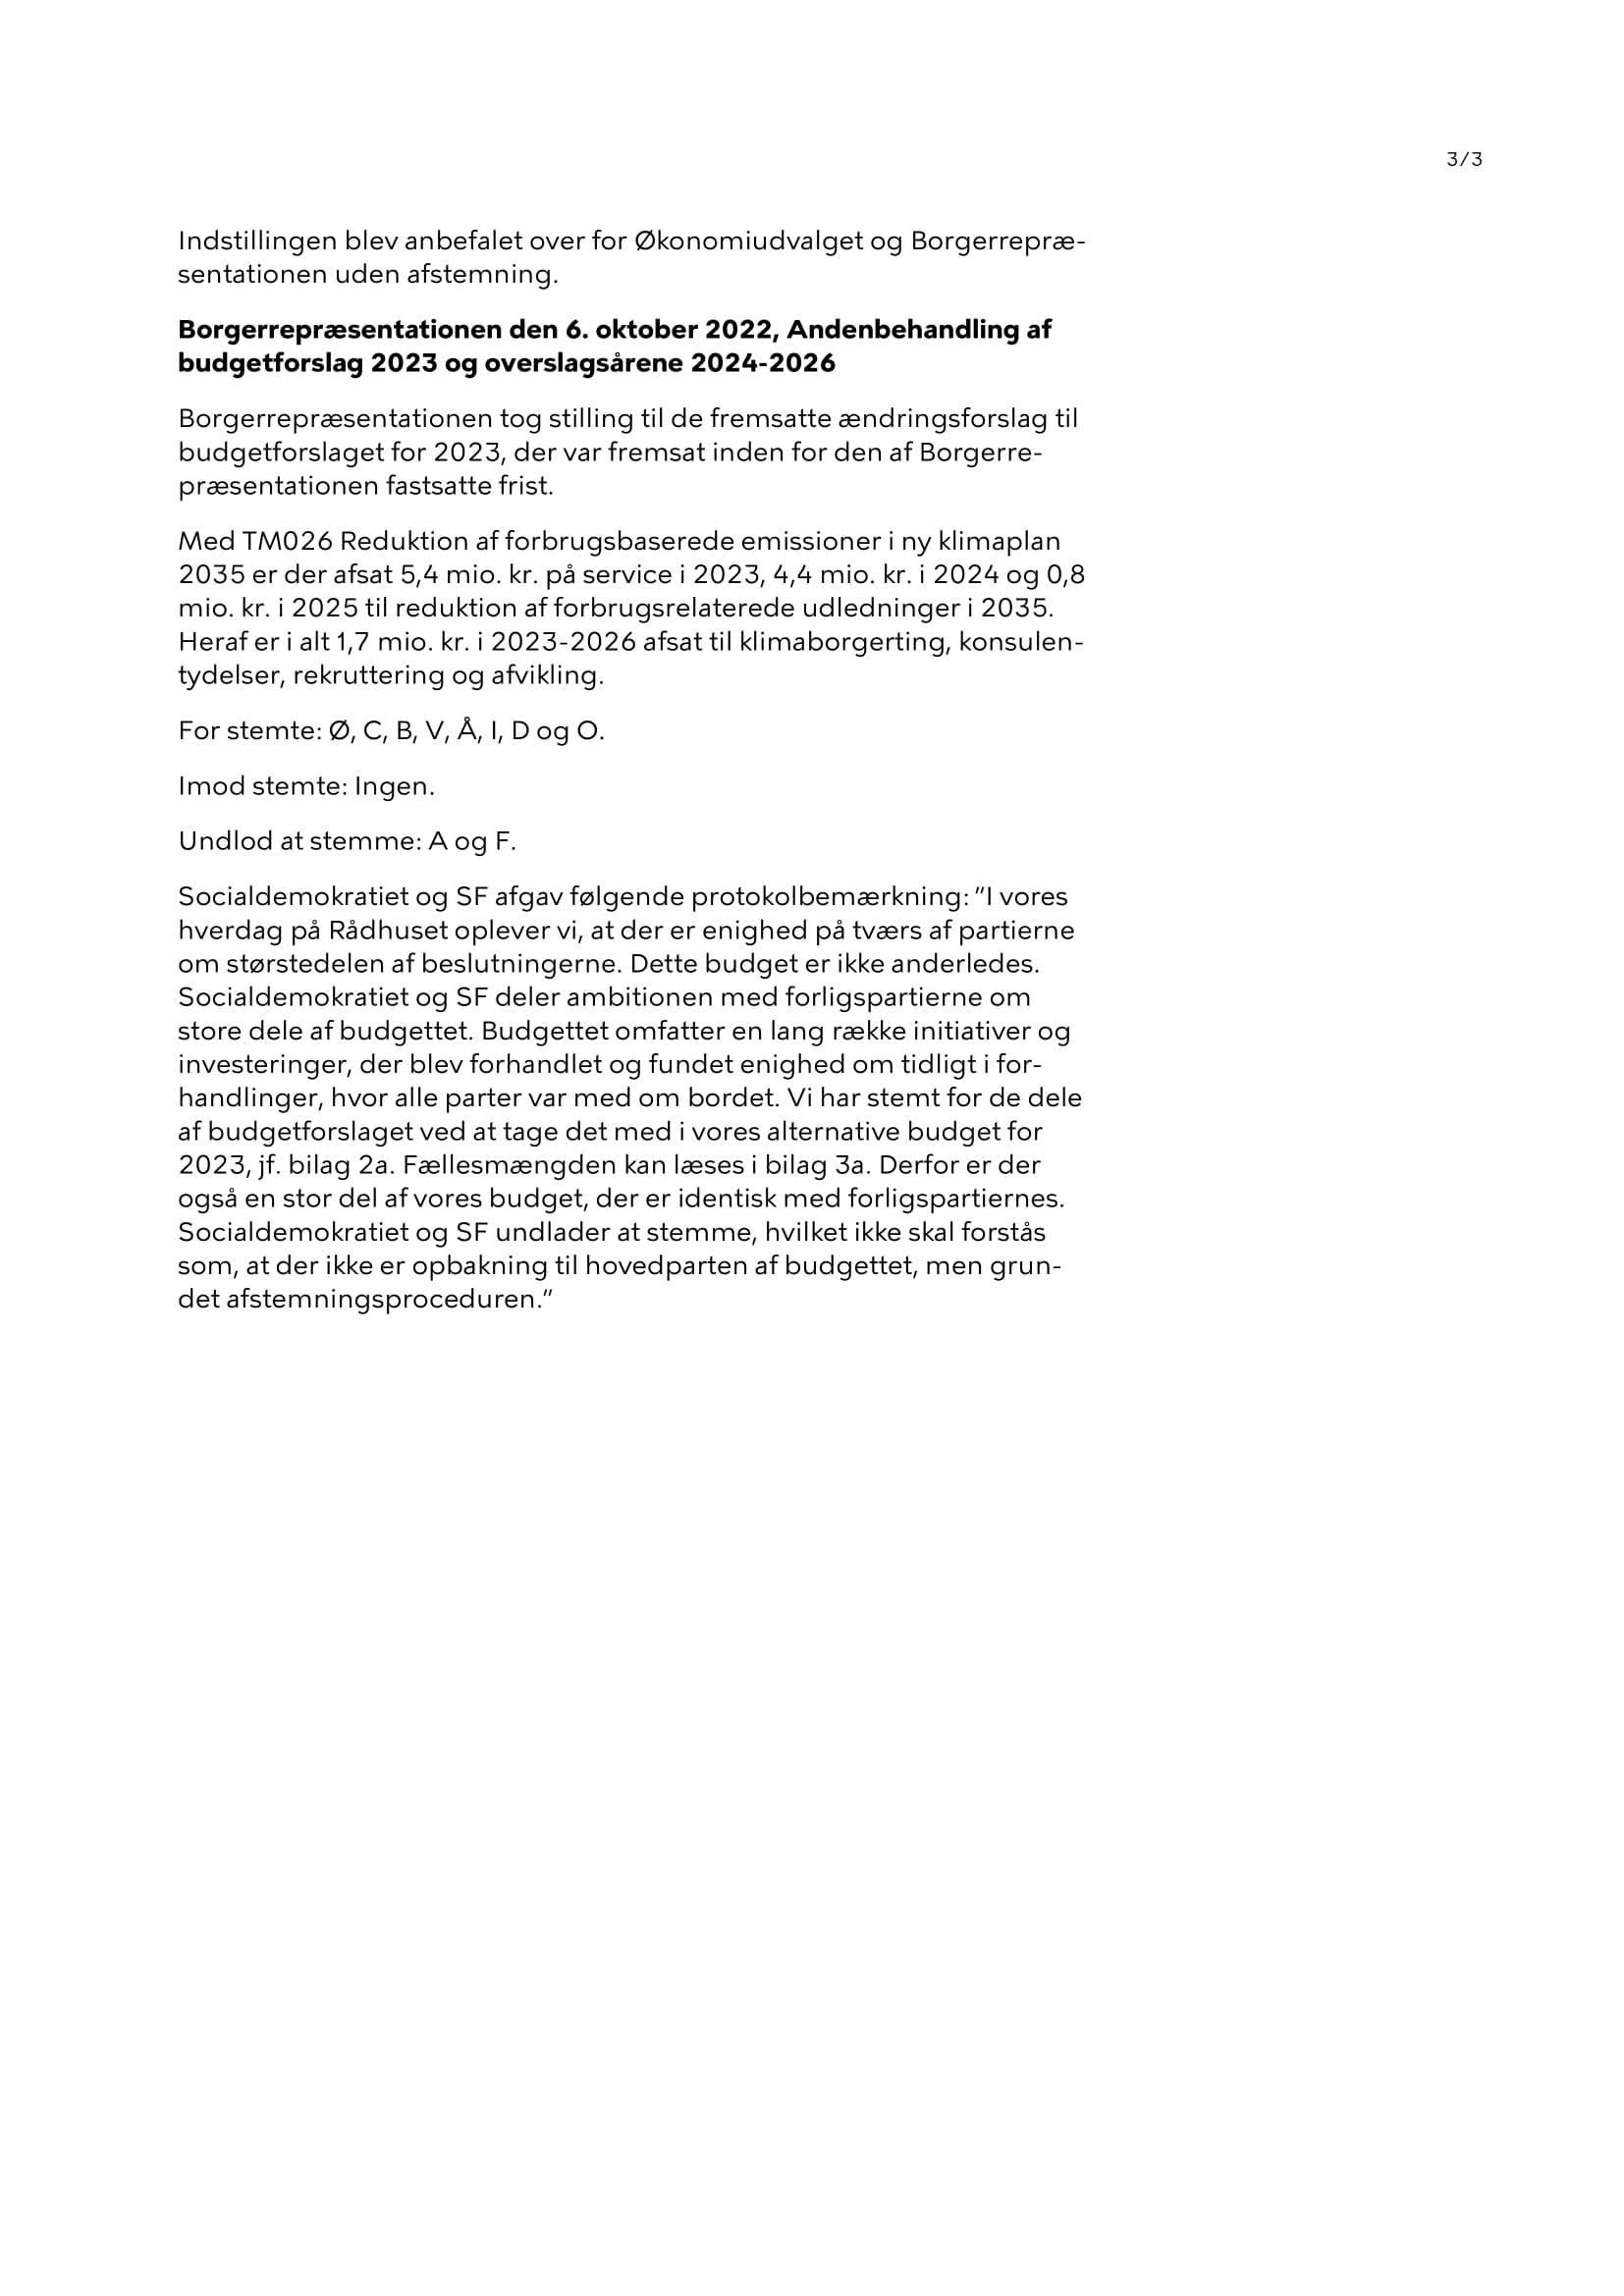 3/3
Indstillingen blev anbefalet over for Økonomiudvalget og Borgerrepræ-
sentationen uden afstemning.
Borgerrepræsentationen den 6. oktober 2022, Andenbehandling af
budgetforslag 2023 og overslagsårene 2024-2026
Borgerrepræsentationen tog stilling til de fremsatte ændringsforslag til
budgetforslaget for 2023, der var fremsat inden for den af Borgerre-
præsentationen fastsatte frist.
Med TM026 Reduktion af forbrugsbaserede emissioner i ny klimaplan
2035 er der afsat 5,4 mio. kr. på service i 2023, 4,4 mio. kr. i 2024 og 0,8
mio. kr. i 2025 til reduktion af forbrugsrelaterede udledninger i 2035.
Heraf er i alt 1,7 mio. kr. i 2023-2026 afsat til klimaborgerting, konsulen-
tydelser, rekruttering og afvikling.
For stemte: Ø, C, B, V, Å, I, D og O.
Imod stemte: Ingen.
Undlod at stemme: A og F.
Socialdemokratiet og SF afgav følgende protokolbemærkning: ”I vores
hverdag på Rådhuset oplever vi, at der er enighed på tværs af partierne
om størstedelen af beslutningerne. Dette budget er ikke anderledes.
Socialdemokratiet og SF deler ambitionen med forligspartierne om
store dele af budgettet. Budgettet omfatter en lang række initiativer og
investeringer, der blev forhandlet og fundet enighed om tidligt i for-
handlinger, hvor alle parter var med om bordet. Vi har stemt for de dele
af budgetforslaget ved at tage det med i vores alternative budget for
2023, jf. bilag 2a. Fællesmængden kan læses i bilag 3a. Derfor er der
også en stor del af vores budget, der er identisk med forligspartiernes.
Socialdemokratiet og SF undlader at stemme, hvilket ikke skal forstås
som, at der ikke er opbakning til hovedparten af budgettet, men grun-
det afstemningsproceduren.”